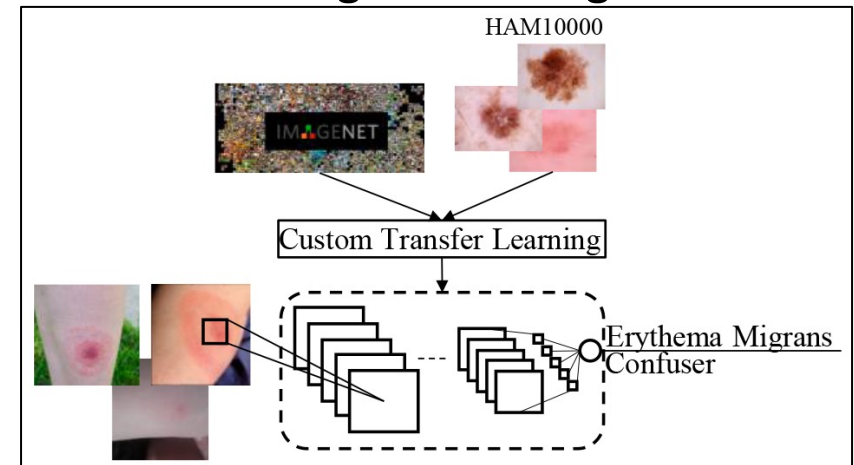 HAM10000
IMAGENET
Custom Transfer Learning
Erythema Migrans
Confuser